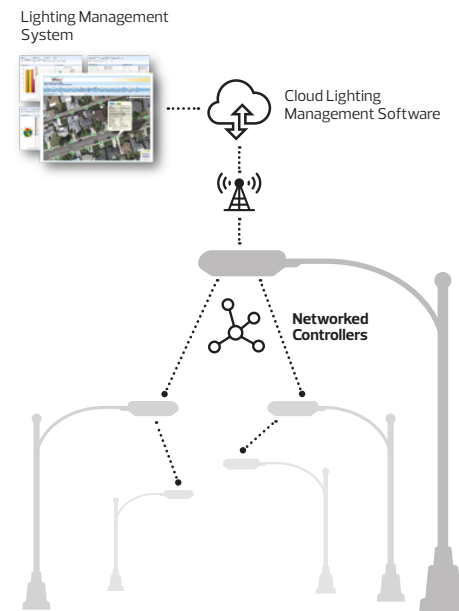 Lighting Management
System
Cloud Lighting
Management Software
Networked
Controllers